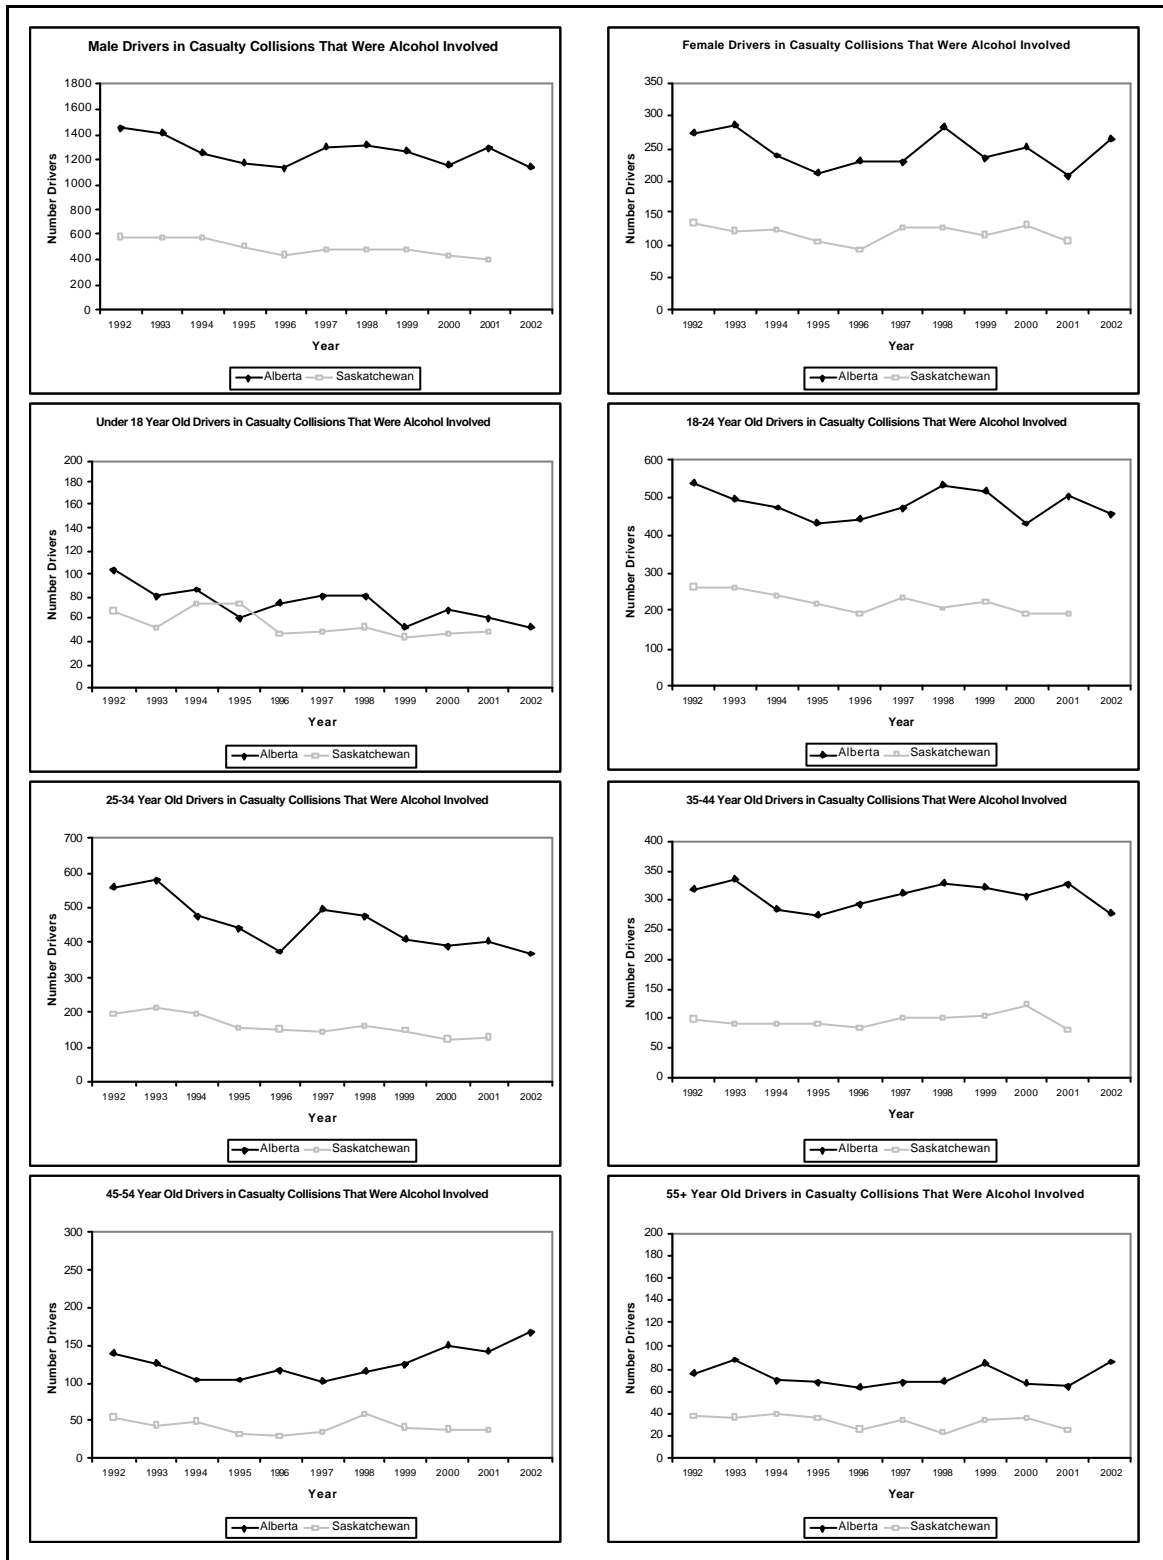 Male Drivers in Casualty Collisions That Were Alcohol Involved
1800
1600
1400
1200
1000
800
600
400
200
0
Number Drivers
1992 1993 1994 1995 1996 1997 1998 1999 2000 2001 2002
Year
Alberta Saskatchewan
Female Drivers in Casualty Collisions That Were Alcohol Involved
350
300
250
200
150
100
50
0
Number Drivers
1992 1993 1994 1995 1996 1997 1998 1999 2000 2001 2002
Year
Alberta Saskatchewan
Under 18 Year Old Drivers in Casualty Collisions That Were Alcohol Involved
200
180
160
140
120
100
80
60
40
20
0
Number Drivers
1992 1993 1994 1995 1996 1997 1998 1999 2000 2001 2002
Year
Alberta Saskatchewan
18-24 Year Old Drivers in Casualty Collisions That Were Alcohol Involved
600
500
400
300
200
100
0
Number Drivers
1992 1993 1994 1995 1996 1997 1998 1999 2000 2001 2002
Year
Alberta Saskatchewan
25-34 Year Old Drivers in Casualty Collisions That Were Alcohol Involved
700
600
500
400
300
200
100
0
Number Drivers
1992 1993 1994 1995 1996 1997 1998 1999 2000 2001 2002
Year
Alberta Saskatchewan
35-44 Year Old Drivers in Casualty Collisions That Were Alcohol Involved
400
350
300
250
200
150
100
50
0
Number Drivers
1992 1993 1994 1995 1996 1997 1998 1999 2000 2001 2002
Year
Alberta Saskatchewan
45-54 Year Old Drivers in Casualty Collisions That Were Alcohol Involved
300
250
200
150
100
50
0
Number Drivers
1992 1993 1994 1995 1996 1997 1998 1999 2000 2001 2002
Year
Alberta Saskatchewan
55+ Year Old Drivers in Casualty Collisions That Were Alcohol Involved
200
180
160
140
120
100
80
60
40
20
0
Number Drivers
1992 1993 1994 1995 1996 1997 1998 1999 2000 2001 2002
Year
Alberta Saskatchewan